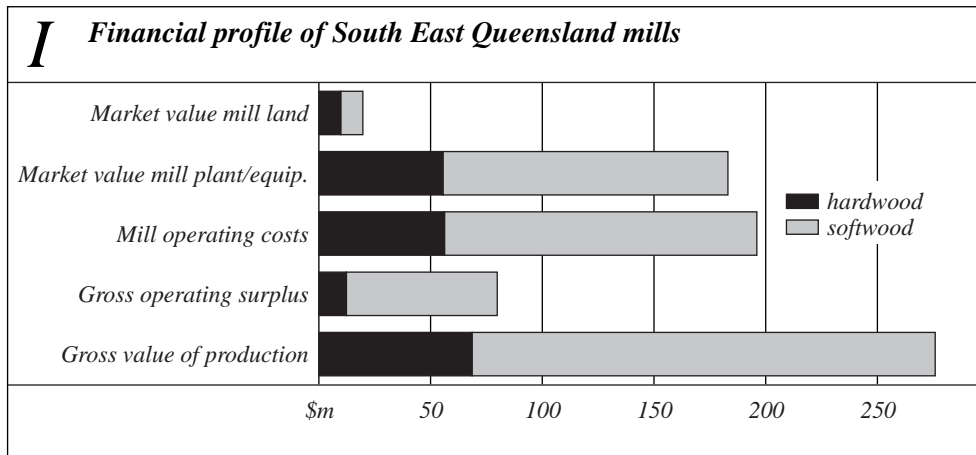 I Financial profile of South East Queensland mills
Market value mill land
Market value mill plant/equip.
Mill operating costs
Gross operating surplus
Gross value of production
hardwood
softwood
$m 50 100 150 200 250